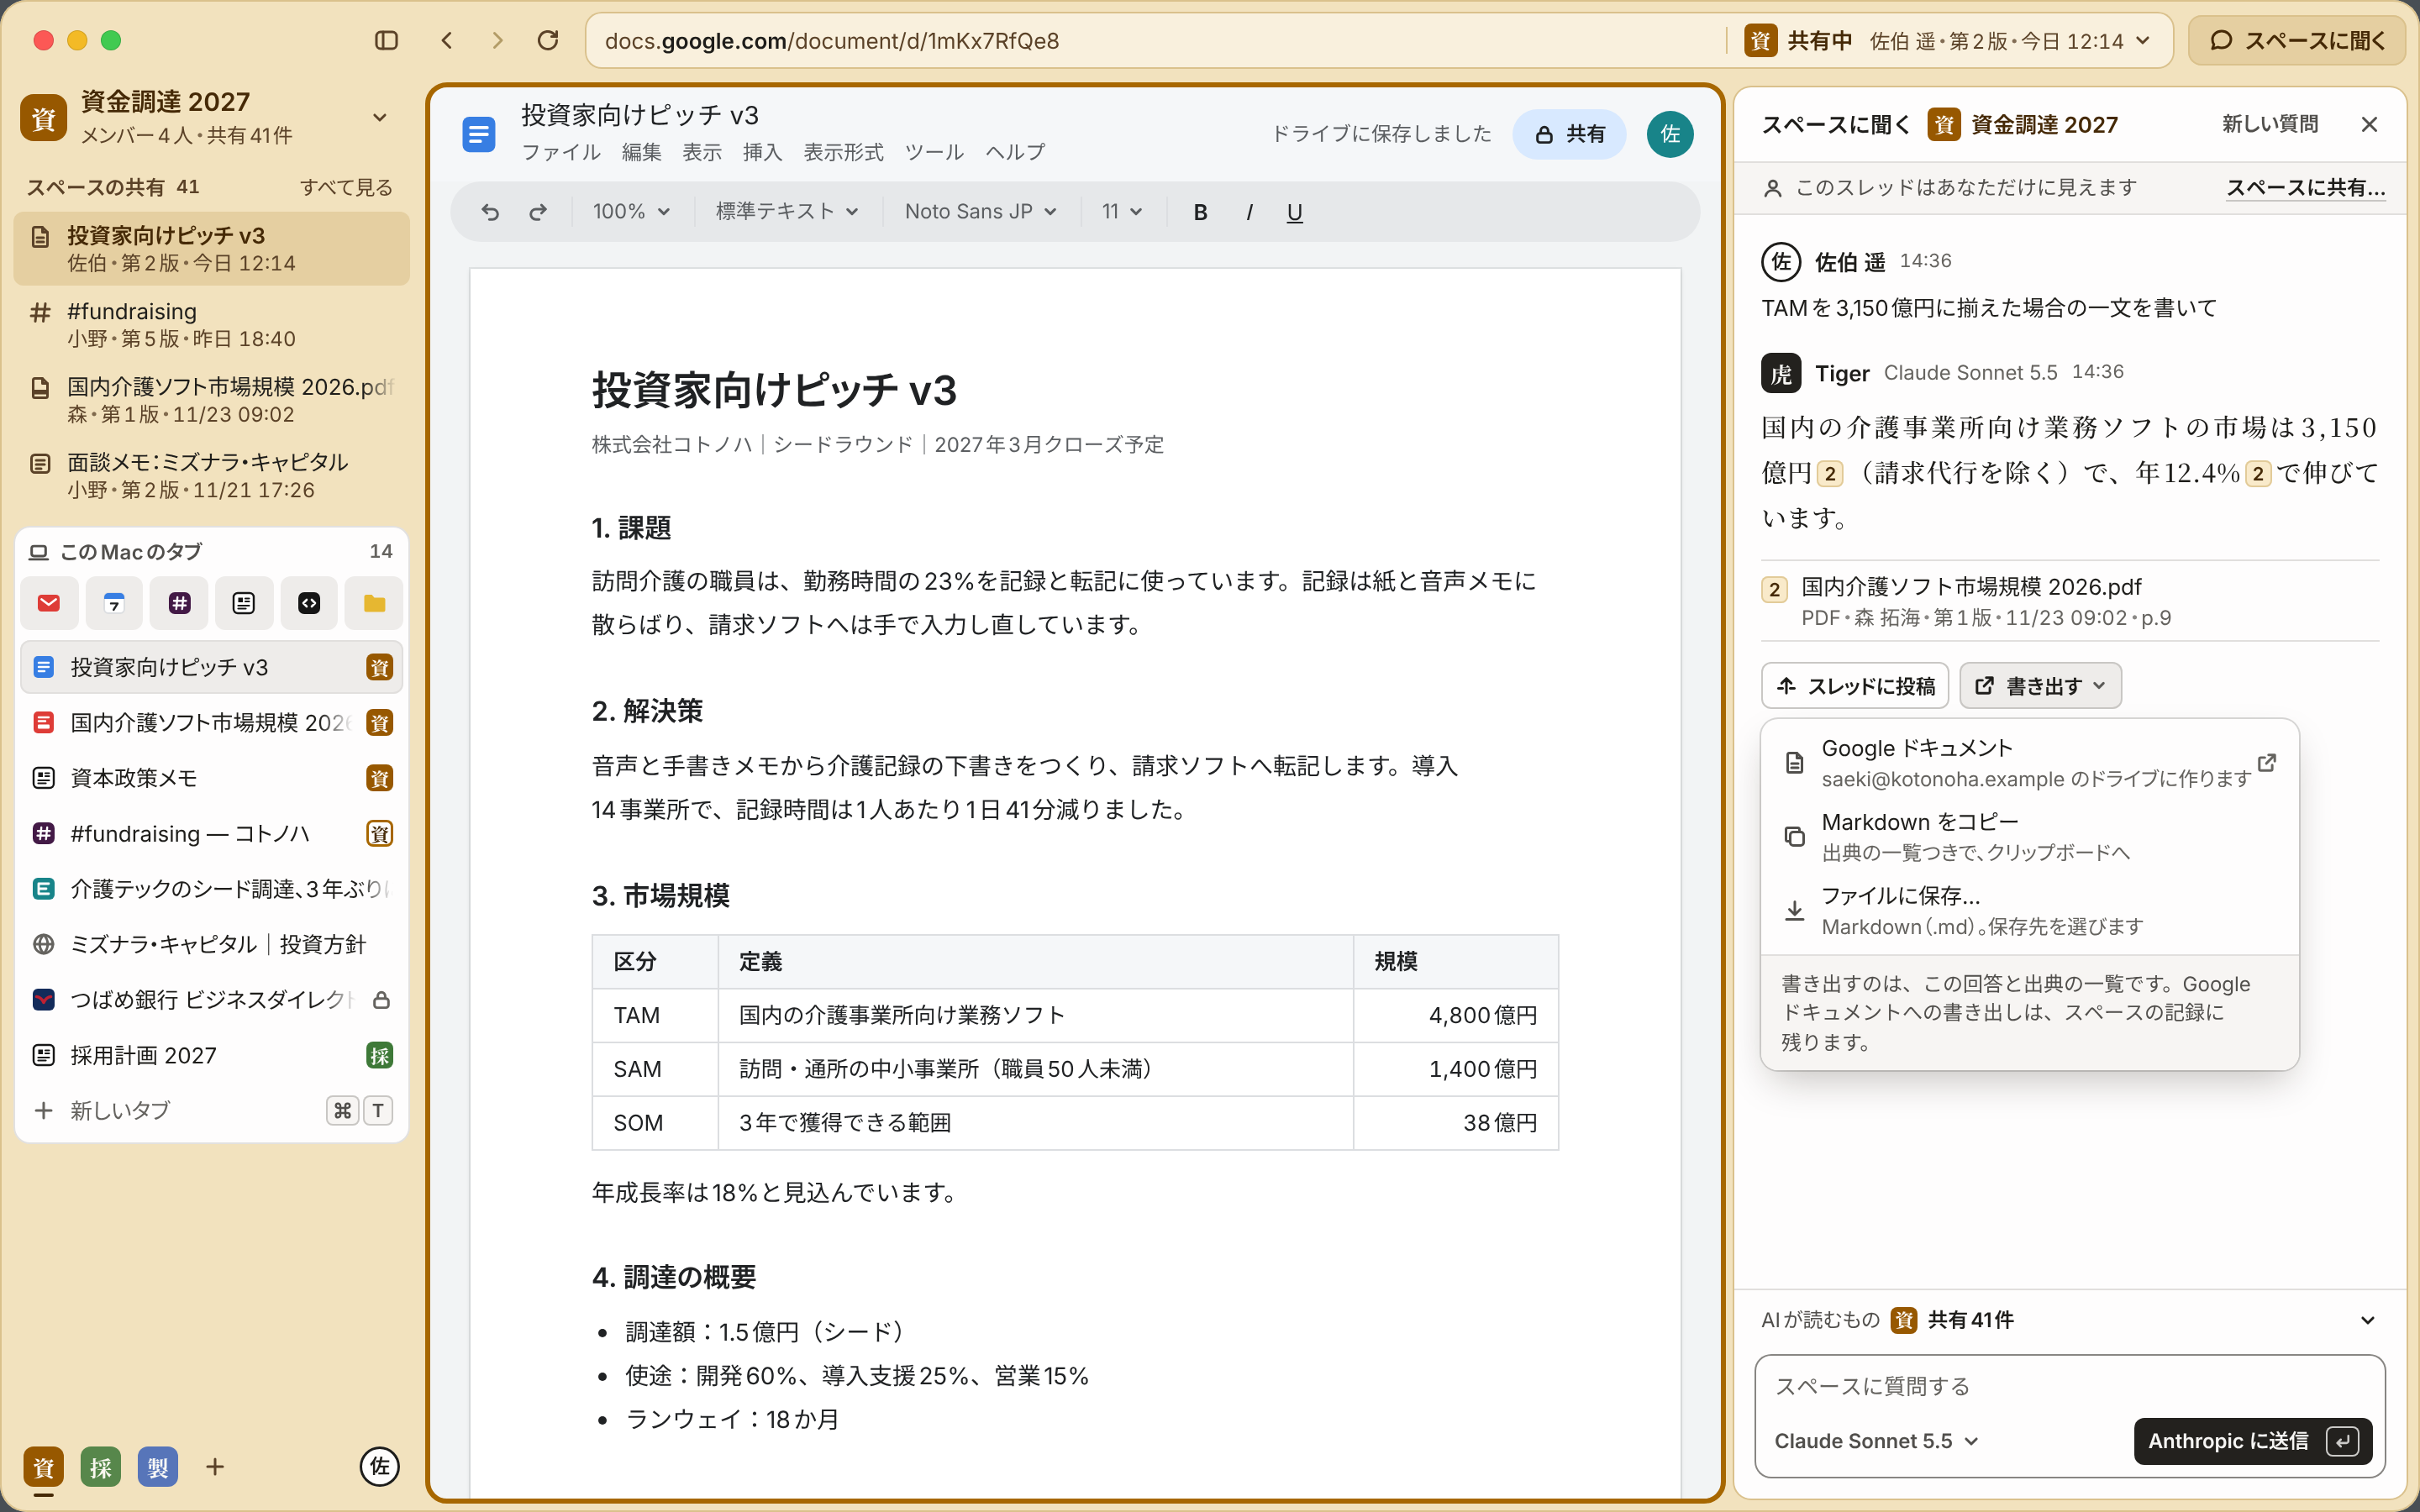 docs.google.com/document/d/1mKx7RfQe8
資 共有中 佐伯 遥・第2版・今日 12:14
スペースに聞く
資 資金調達 2027
メンバー4人・共有41件
スペースの共有 41 すべて見る
投資家向けピッチ v3
佐伯・第2版・今日 12:14
#fundraising
小野・第5版・昨日 18:40
国内介護ソフト市場規模 2026.pdf
森・第1版・11/23 09:02
面談メモ：ミズナラ・キャピタル
小野・第2版・11/21 17:26
このMacのタブ 14
7
投資家向けピッチ v3 資
国内介護ソフト市場規模 2026 資
資本政策メモ 資
#fundraising — コトノハ 資
介護テックのシード調達、3年ぶりに
ミズナラ・キャピタル｜投資方針
つばめ銀行 ビジネスダイレクト
採用計画 2027 採
新しいタブ ⌘ T
資 採 製 + 佐
投資家向けピッチ v3
ファイル 編集 表示 挿入 表示形式 ツール ヘルプ
ドライブに保存しました
共有
佐
100% 標準テキスト Noto Sans JP 11 B I U
投資家向けピッチ v3
株式会社コトノハ｜シードラウンド｜2027年3月クローズ予定
1. 課題
訪問介護の職員は、勤務時間の23%を記録と転記に使っています。記録は紙と音声メモに
散らばり、請求ソフトへは手で入力し直しています。
2. 解決策
音声と手書きメモから介護記録の下書きをつくり、請求ソフトへ転記します。導入
14事業所で、記録時間は1人あたり1日41分減りました。
3. 市場規模
区分 定義 規模
TAM 国内の介護事業所向け業務ソフト 4,800億円
SAM 訪問・通所の中小事業所（職員50人未満） 1,400億円
SOM 3年で獲得できる範囲 38億円
年成長率は18%と見込んでいます。
4. 調達の概要
• 調達額：1.5億円（シード）
• 使途：開発60%、導入支援25%、営業15%
• ランウェイ：18か月
スペースに聞く 資 資金調達 2027 新しい質問
このスレッドはあなただけに見えます スペースに共有…
佐 佐伯 遥 14:36
TAMを3,150億円に揃えた場合の一文を書いて
虎 Tiger Claude Sonnet 5.5 14:36
国内の介護事業所向け業務ソフトの市場は3,150
億円 2 （請求代行を除く）で、年12.4% 2 で伸びて
います。
2 国内介護ソフト市場規模 2026.pdf
PDF・森 拓海・第1版・11/23 09:02・p.9
スレッドに投稿 書き出す
Google ドキュメント
saeki@kotonoha.example のドライブに作ります
Markdown をコピー
出典の一覧つきで、クリップボードへ
ファイルに保存…
Markdown（.md）。保存先を選びます
書き出すのは、この回答と出典の一覧です。Google
ドキュメントへの書き出しは、スペースの記録に
残ります。
AIが読むもの 資 共有41件
スペースに質問する
Claude Sonnet 5.5
Anthropic に送信